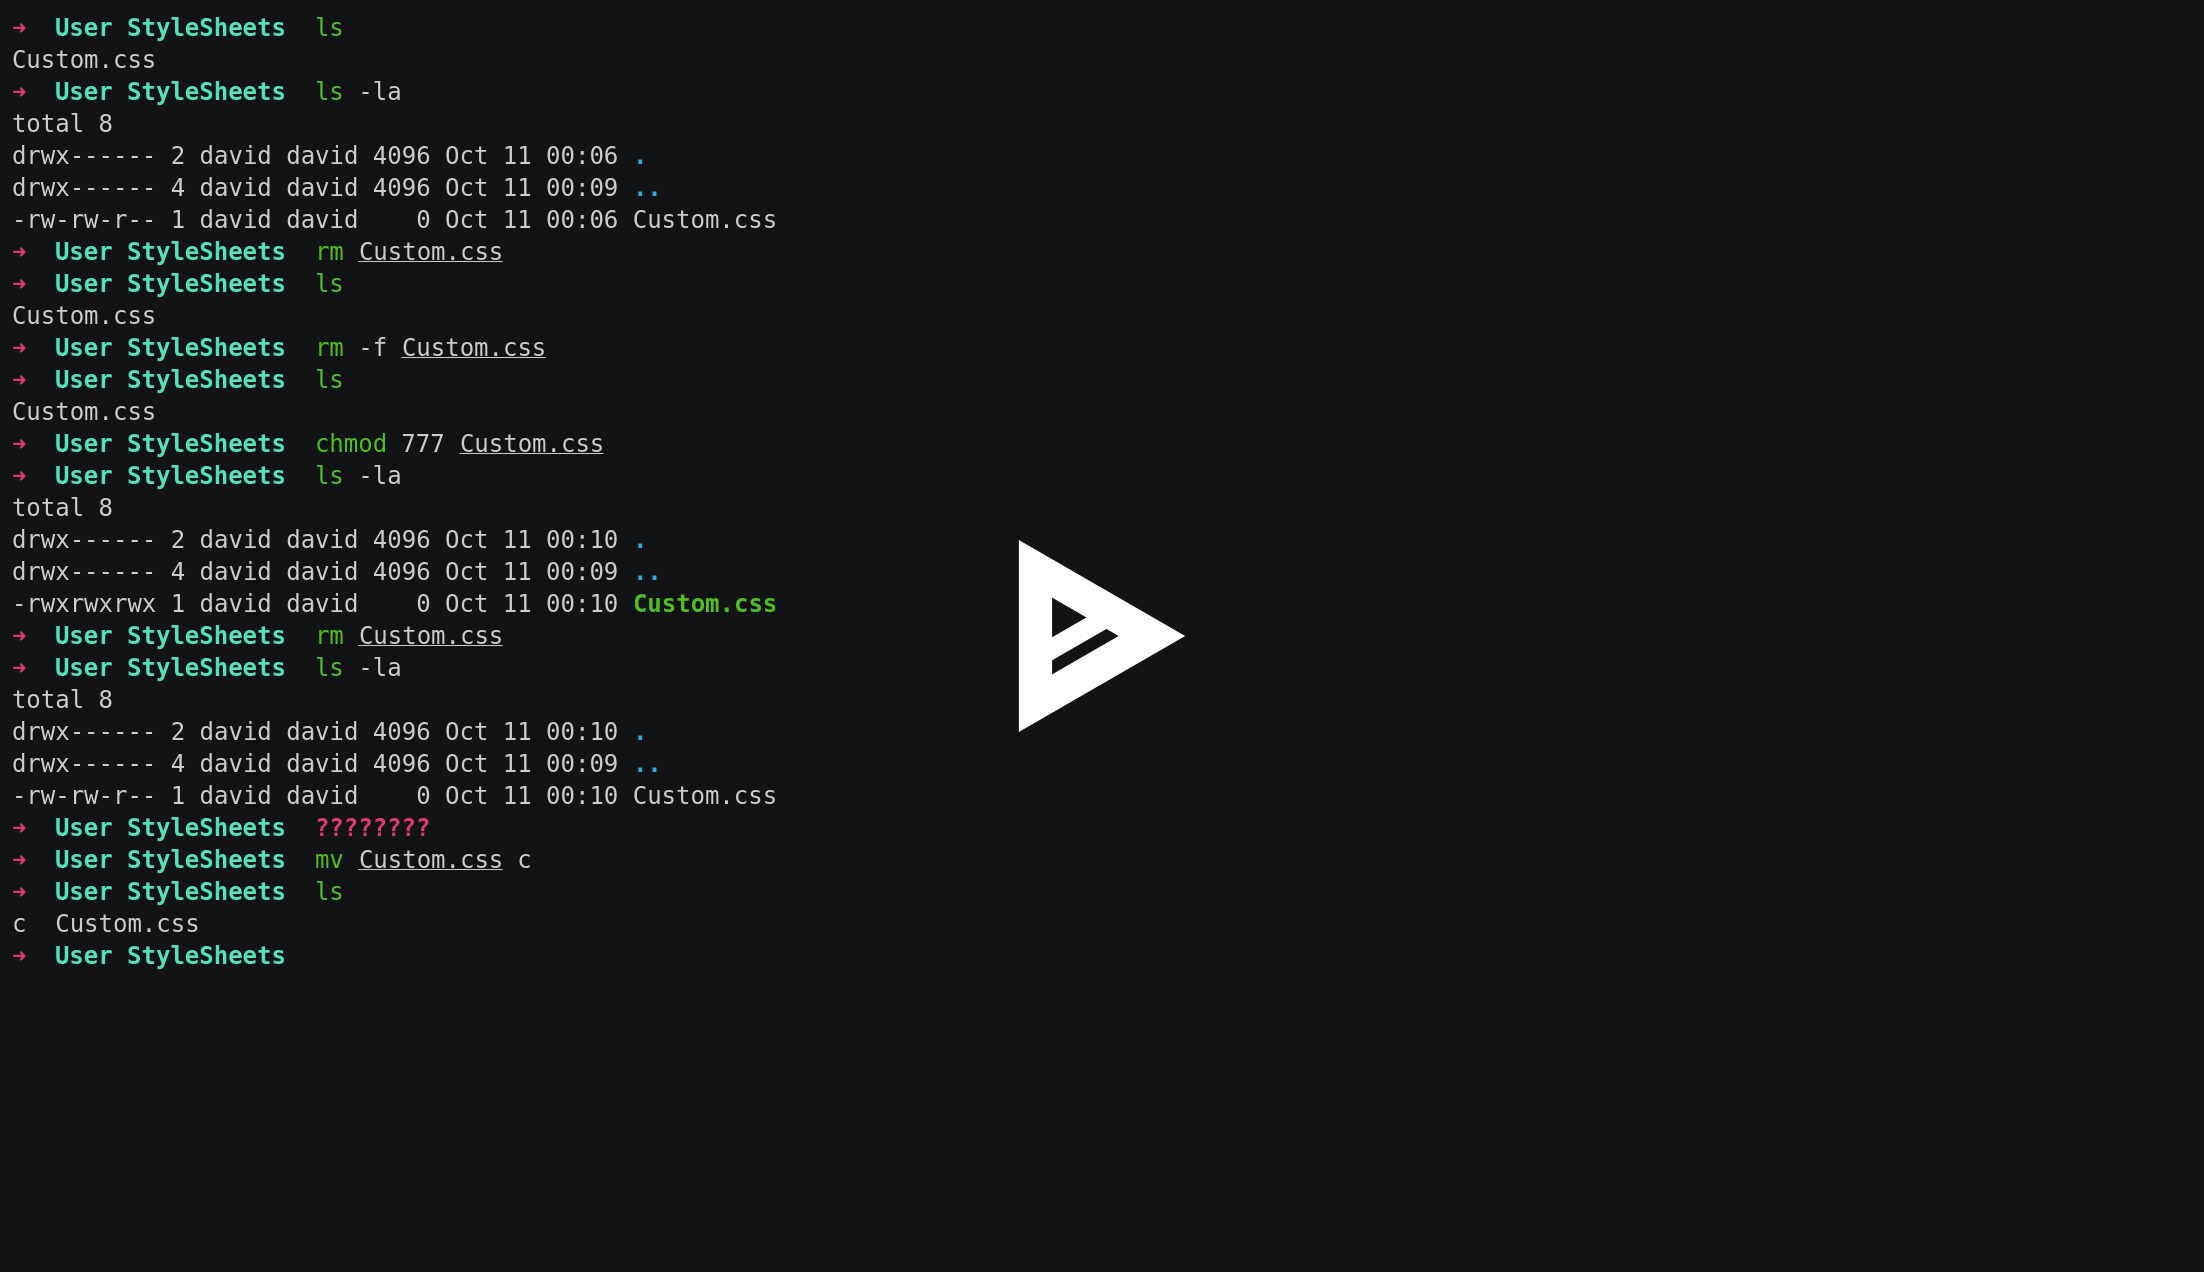 ➜  User StyleSheets  ls
Custom.css
➜  User StyleSheets  ls -la
total 8
drwx------ 2 david david 4096 Oct 11 00:06 .
drwx------ 4 david david 4096 Oct 11 00:09 ..
-rw-rw-r-- 1 david david    0 Oct 11 00:06 Custom.css
➜  User StyleSheets  rm Custom.css
➜  User StyleSheets  ls
Custom.css
➜  User StyleSheets  rm -f Custom.css
➜  User StyleSheets  ls
Custom.css
➜  User StyleSheets  chmod 777 Custom.css
➜  User StyleSheets  ls -la
total 8
drwx------ 2 david david 4096 Oct 11 00:10 .
drwx------ 4 david david 4096 Oct 11 00:09 ..
-rwxrwxrwx 1 david david    0 Oct 11 00:10 Custom.css
➜  User StyleSheets  rm Custom.css
➜  User StyleSheets  ls -la
total 8
drwx------ 2 david david 4096 Oct 11 00:10 .
drwx------ 4 david david 4096 Oct 11 00:09 ..
-rw-rw-r-- 1 david david    0 Oct 11 00:10 Custom.css
➜  User StyleSheets  ????????
➜  User StyleSheets  mv Custom.css c
➜  User StyleSheets  ls
c  Custom.css
➜  User StyleSheets